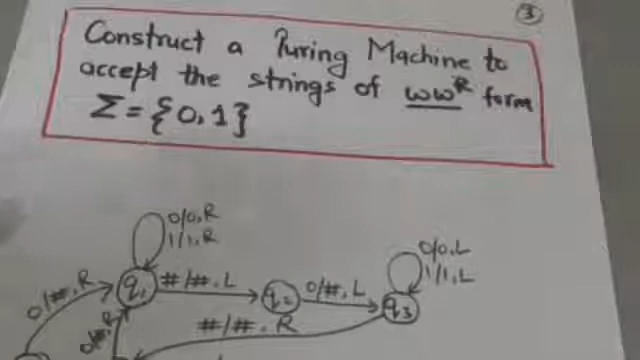 3
Construct a Turing Machine to
accept the strings of wwᴿ form
Σ = {0, 1}
0/0, R
1/1, R
0/0, L
1/1, L
0/#, R
q₁
#/#, L
q₂
0/#, L
q₃
0/#, R
#/#, R